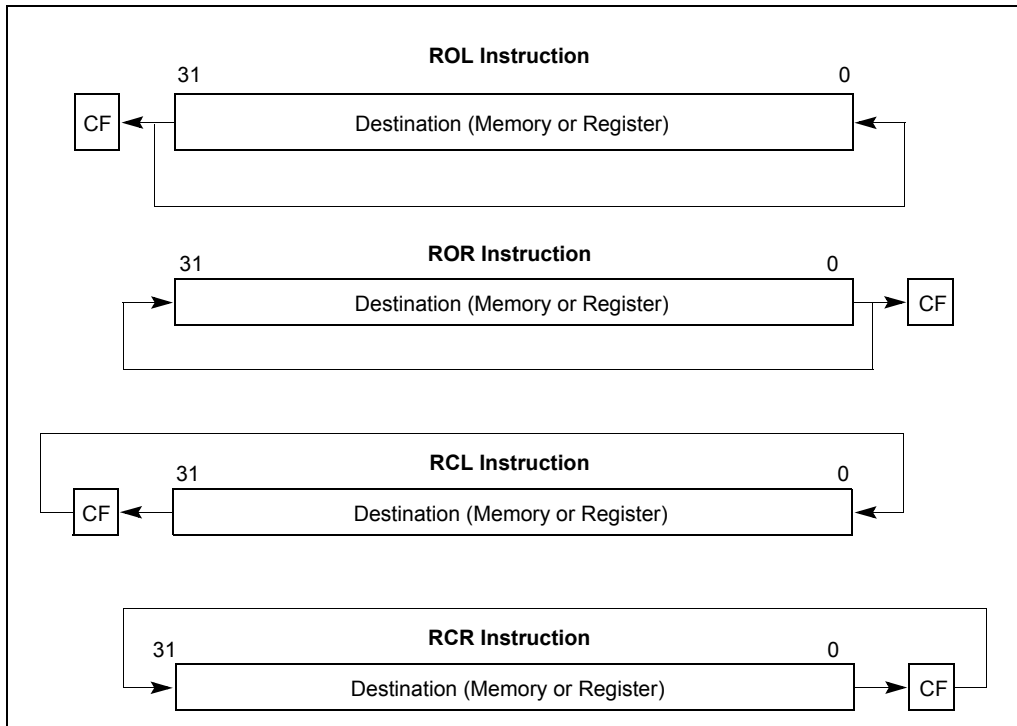 ROL Instruction
31 0
CF Destination (Memory or Register)
ROR Instruction
31 0
Destination (Memory or Register) CF
RCL Instruction
31 0
CF Destination (Memory or Register)
RCR Instruction
31 0
Destination (Memory or Register) CF